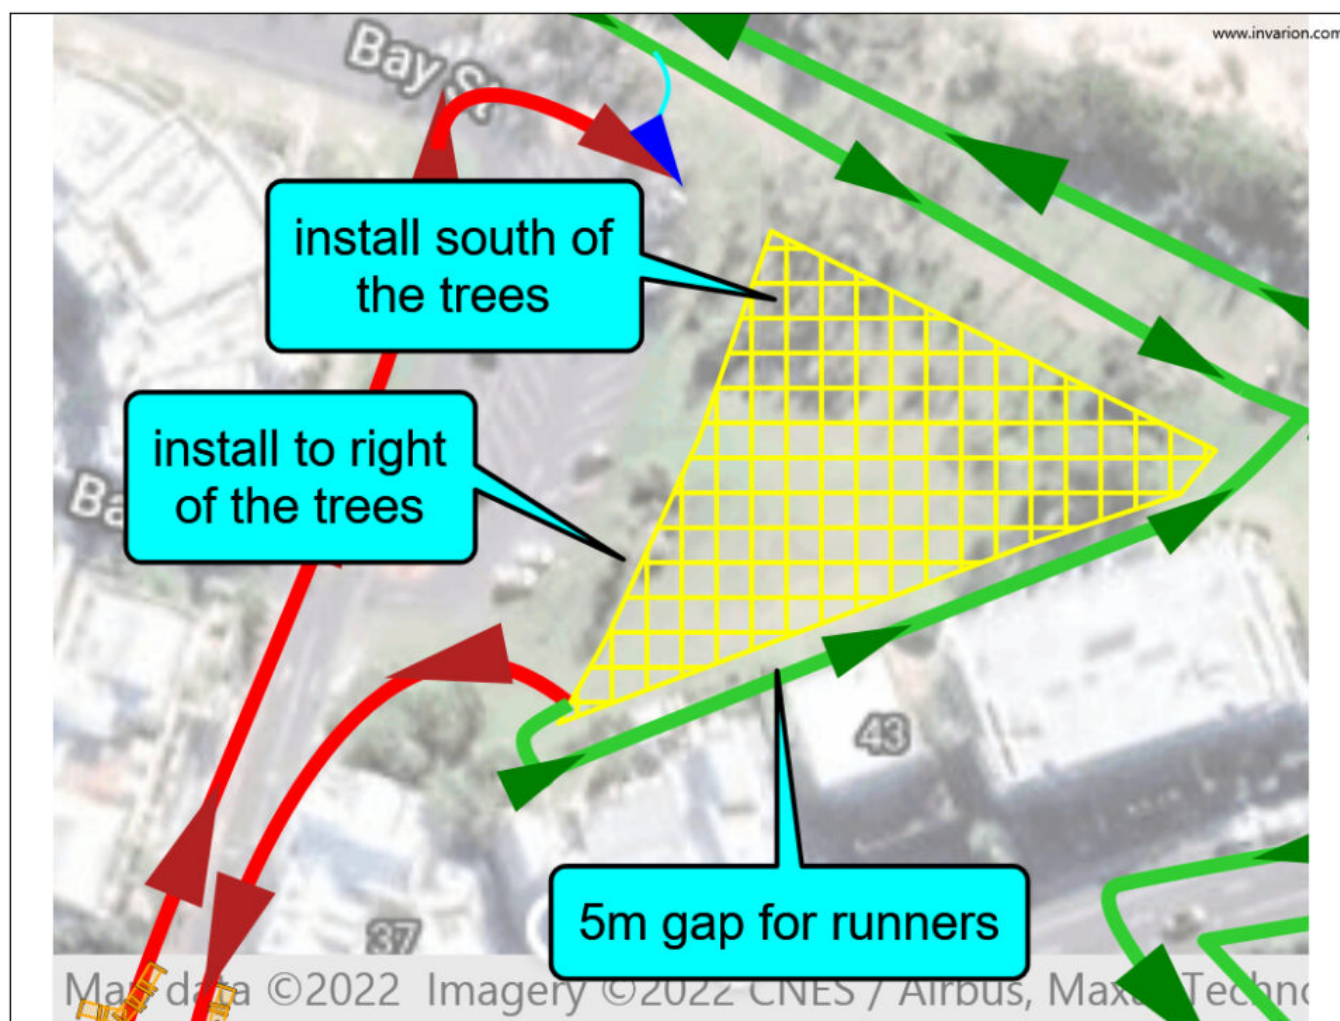 www.invarion.com
Bay St
install south of
the trees
install to right
of the trees
Ba
43
5m gap for runners
37
Map data ©2022 Imagery ©2022 CNES / Airbus, Maxar Techno